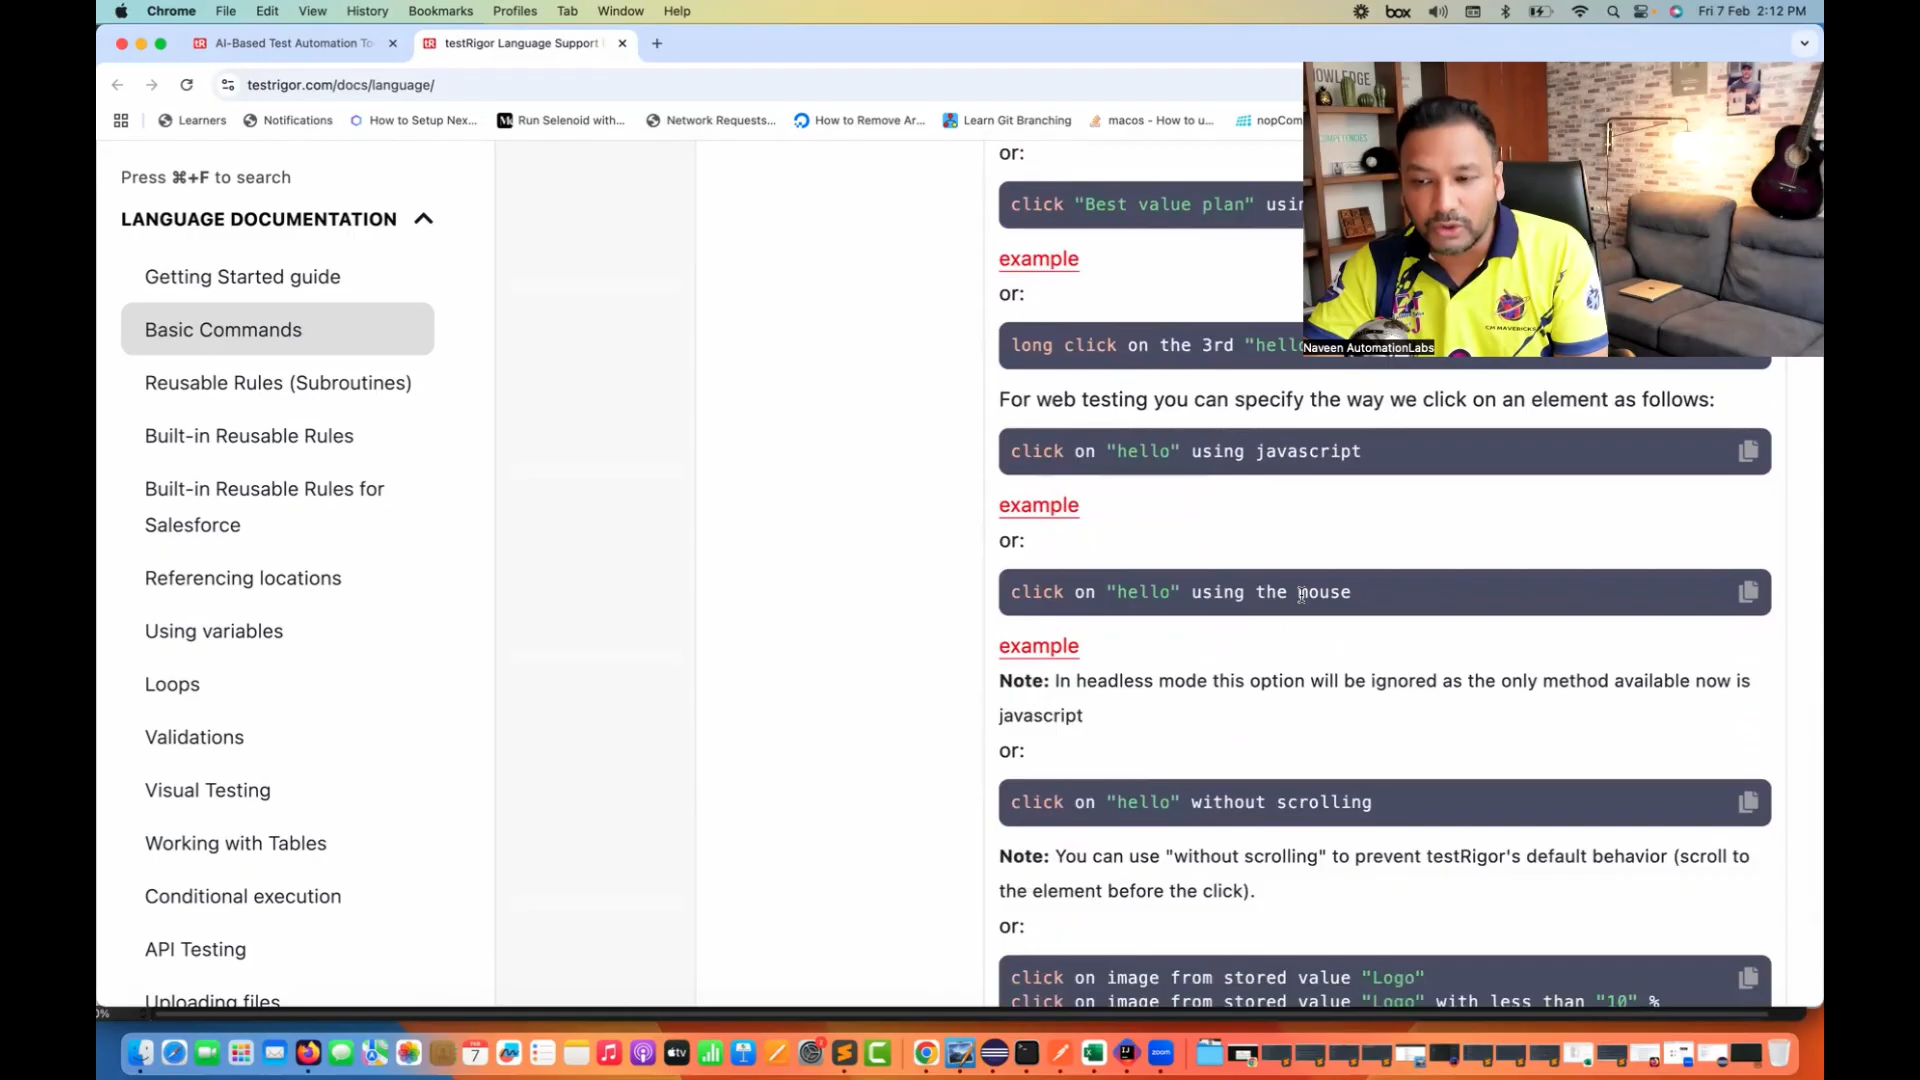 Chrome File Edit View History Bookmarks Profiles Tab Window Help
box
Fri 7 Feb 2:12 PM
AI-Based Test Automation To
testRigor Language Support
testrigor.com/docs/language/
Learners
Notifications
How to Setup Nex...
Run Selenoid with...
Network Requests...
How to Remove Ar...
Learn Git Branching
macos - How to u...
nopCom
Press ⌘+F to search
LANGUAGE DOCUMENTATION
Getting Started guide
Basic Commands
Reusable Rules (Subroutines)
Built-in Reusable Rules
Built-in Reusable Rules for
Salesforce
Referencing locations
Using variables
Loops
Validations
Visual Testing
Working with Tables
Conditional execution
API Testing
Uploading files
or:
click "Best value plan" usin
example
or:
long click on the 3rd "hello
For web testing you can specify the way we click on an element as follows:
click on "hello" using javascript
example
or:
click on "hello" using the mouse
example
Note: In headless mode this option will be ignored as the only method available now is
javascript
or:
click on "hello" without scrolling
Note: You can use "without scrolling" to prevent testRigor's default behavior (scroll to
the element before the click).
or:
click on image from stored value "Logo"
click on image from stored value "Logo" with less than "10" %
KNOWLEDGE
COMPETENCIES
CM MAVERICKS
Naveen AutomationLabs
0%
zoom